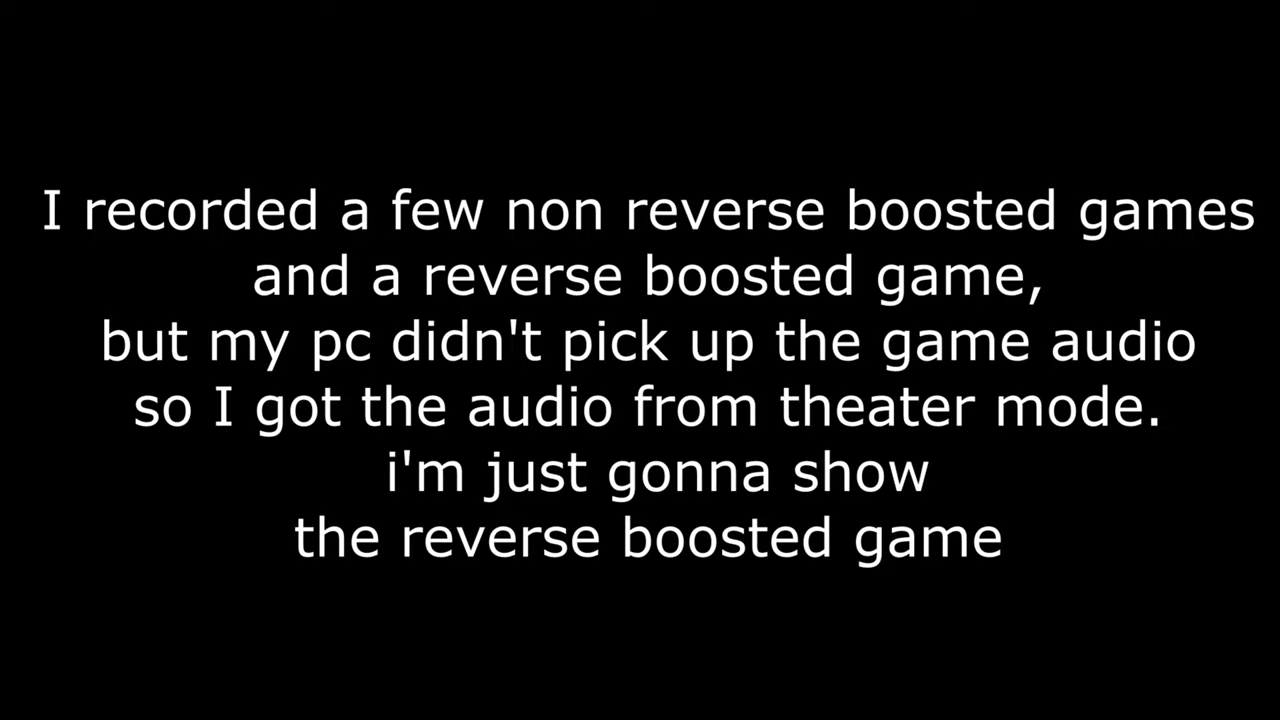 I recorded a few non reverse boosted games
and a reverse boosted game,
but my pc didn't pick up the game audio
so I got the audio from theater mode.
i'm just gonna show
the reverse boosted game